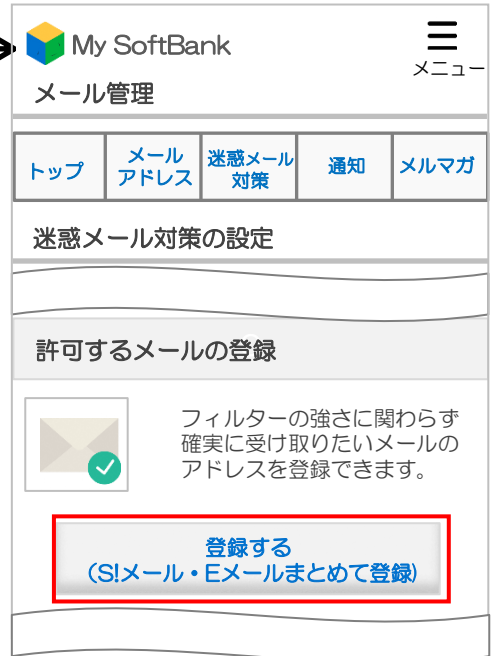 My SoftBank
メニュー
メール管理
トップ
メール
アドレス
迷惑メール
対策
通知
メルマガ
迷惑メール対策の設定
許可するメールの登録
フィルターの強さに関わらず
確実に受け取りたいメールの
アドレスを登録できます。
登録する
（S!メール・Eメールまとめて登録)